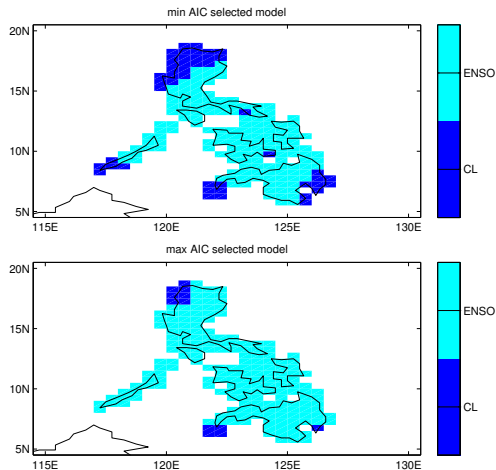 min AIC selected model
20N
15N
10N
5N
115E 120E 125E 130E
ENSO
CL
max AIC selected model
20N
15N
10N
5N
115E 120E 125E 130E
ENSO
CL